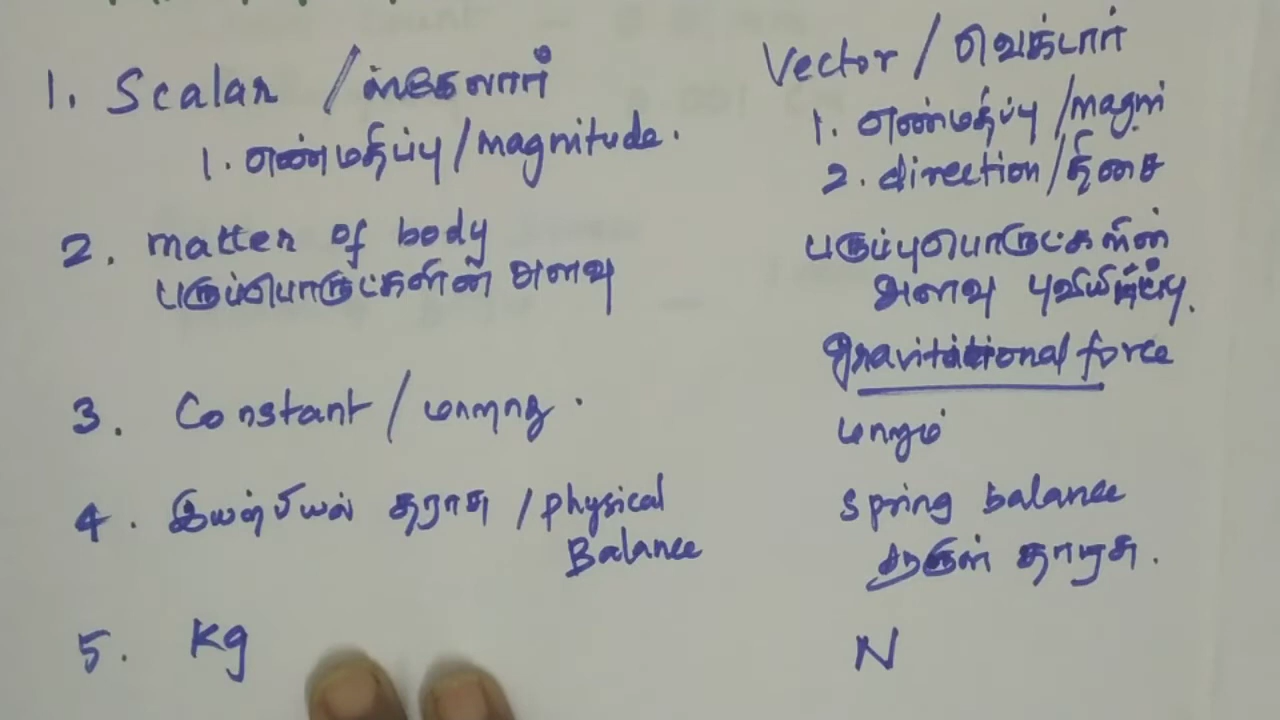 1. Scalar / ஸ்கேலார்
1. எண்மதிப்பு / magnitude.
2. matter of body
பருப்பொருட்களின் அளவு
3. Constant / மாறாது.
4. இயற்பியல் தராசு / physical
Balance
5. Kg
Vector / வெக்டார்
1. எண்மதிப்பு / magni
2. direction / திசை
பருப்புபொருட்களின்
அளவு புவியீர்ப்பு.
gravitational force
மாறும்
Spring balance
சுருள் தராசு.
N